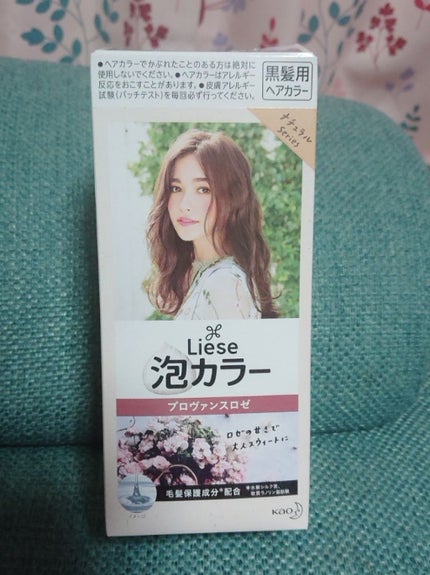 ●ヘアカラーでかぶれたことのある方は絶対に
使用しないでください。●ヘアカラーはアレルギー
反応をおこすことがあります。●皮膚アレルギー
試験(パッチテスト)を毎回必ず行ってください。
黒髪用
ヘアカラー
ナチュラル
Series
Liese
泡カラー
プロヴァンスロゼ
ロゼの甘さで
大人スウィートに
毛髪保護成分*配合
kao